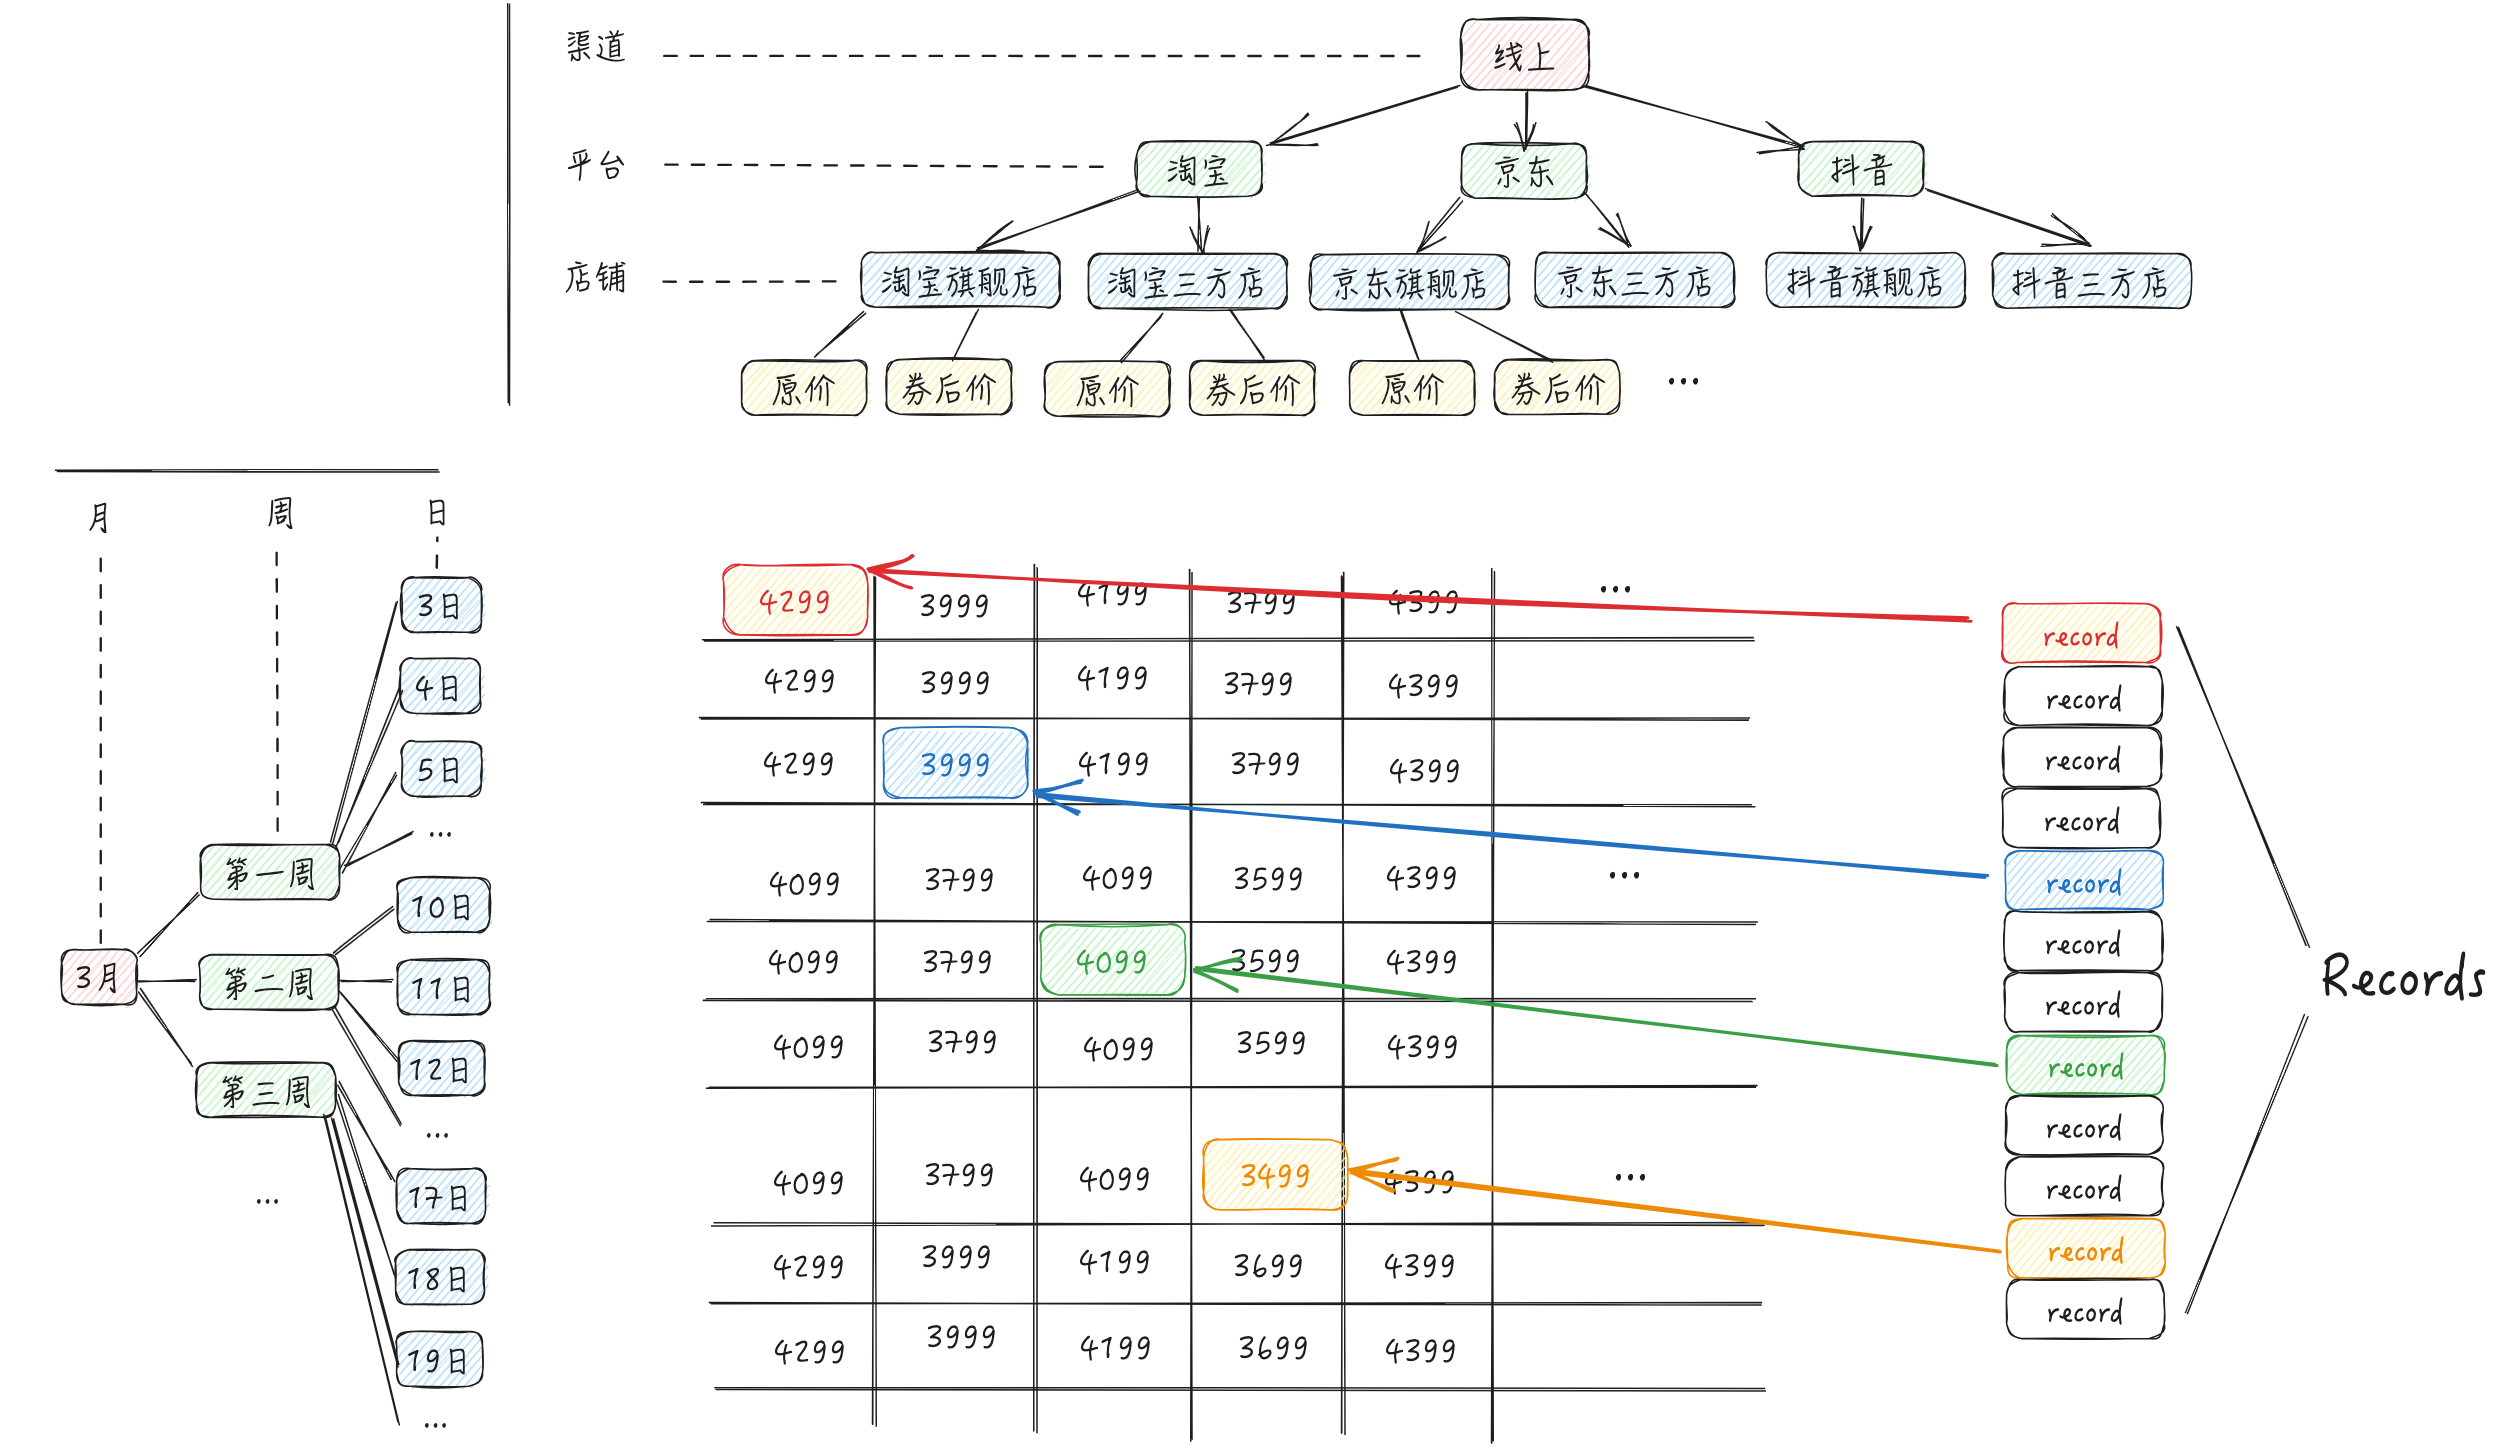 渠道 线上
平台 淘宝 京东 抖音
店铺 淘宝旗舰店 淘宝三方店 京东旗舰店 京东三方店 抖音旗舰店 抖音三方店
原价 券后价 原价 券后价 原价 券后价 ...
月 周 日
3日 4299 3999 4199 3799 4399 ...
record
4日 4299 3999 4199 3799 4399
record
5日 4299 3999 4199 3799 4399
record
...
record
第一周 4099 3799 4099 3599 4399 ...
record
10日
record
3月 第二周 11日 4099 3799 4099 3599 4399
Records
record
12日 4099 3799 4099 3599 4399
record
第三周
record
...
record
17日 4099 3799 4099 3499 4399 ...
record
...
18日 4299 3999 4199 3699 4399
record
19日 4299 3999 4199 3699 4399
...